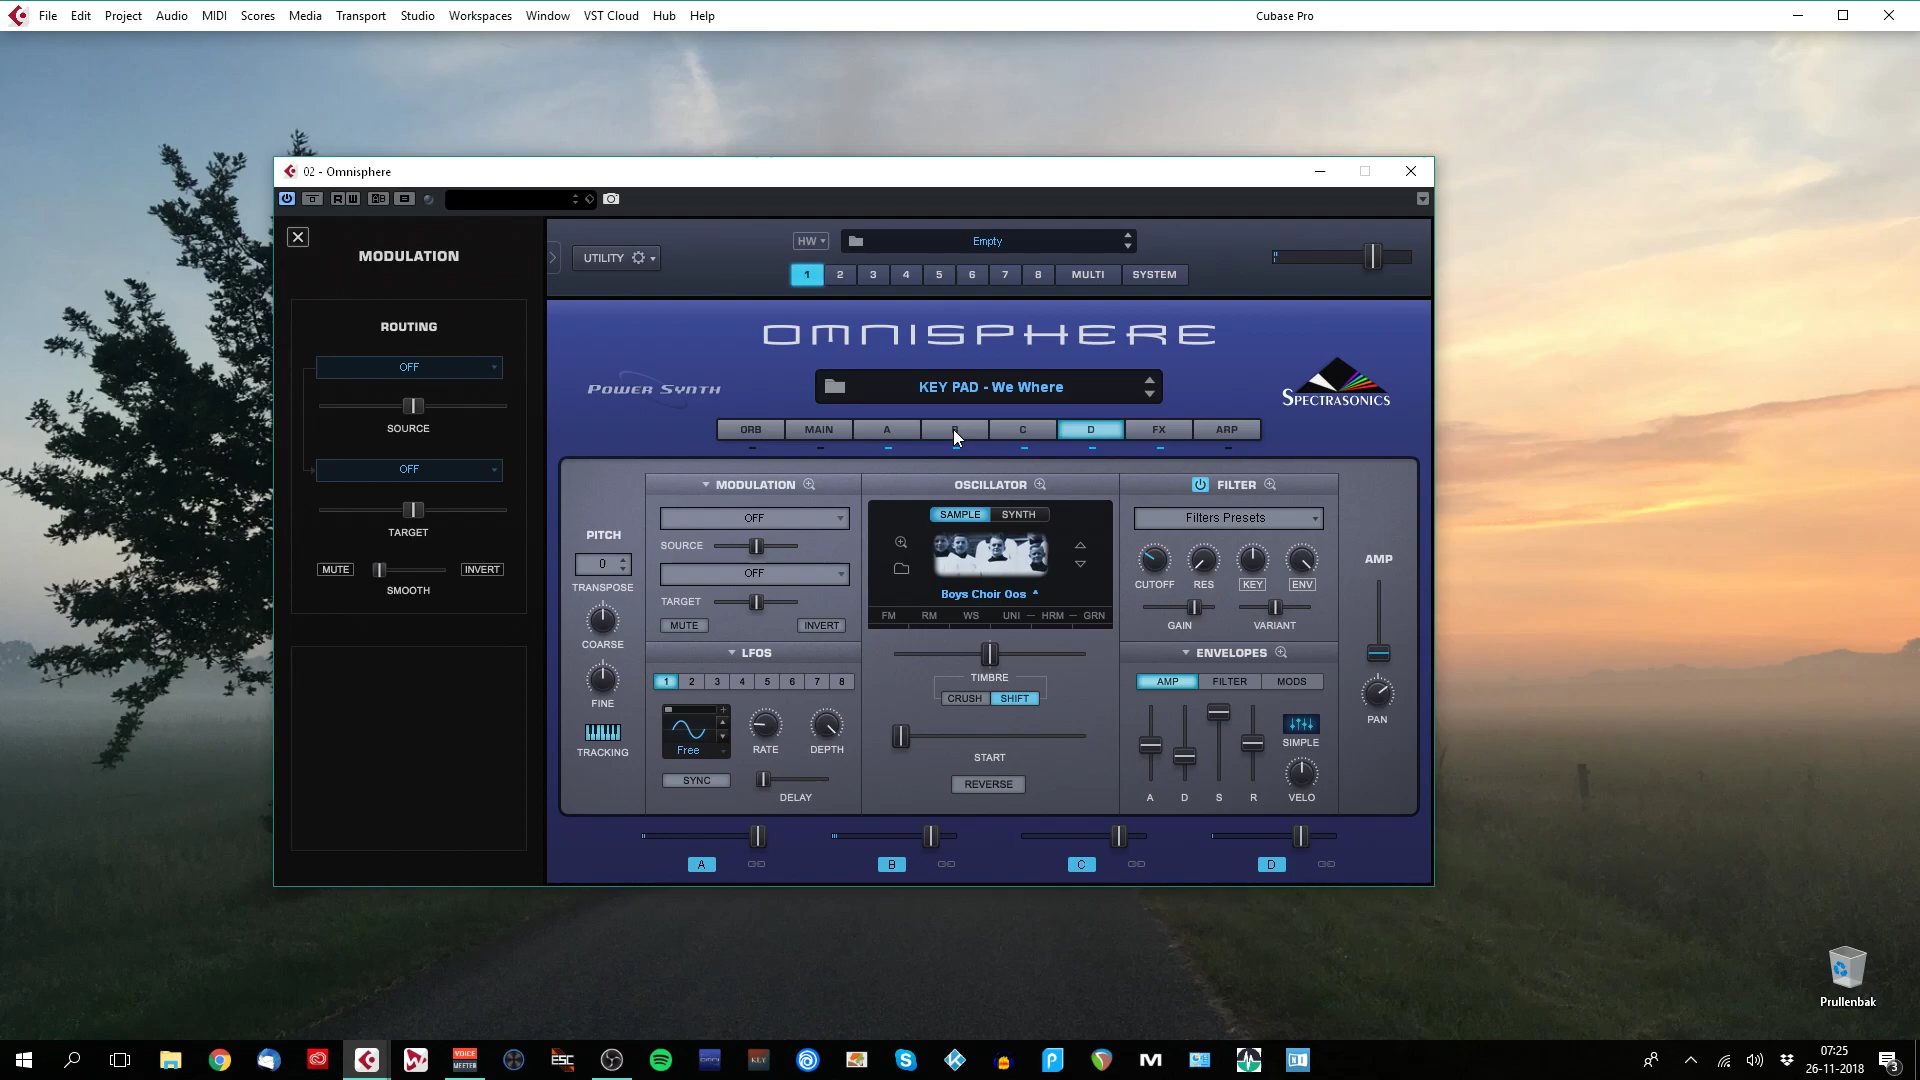 File Edit Project Audio MIDI Scores Media Transport Studio Workspaces Window VST Cloud Hub Help
Cubase Pro
02 - Omnisphere
R W
MODULATION
ROUTING
OFF
SOURCE
OFF
TARGET
MUTE
INVERT
SMOOTH
UTILITY
HW
Empty
1 2 3 4 5 6 7 8 MULTI SYSTEM
OMNISPHERE
POWER SYNTH
KEY PAD - We Where
SPECTRASONICS
ORB MAIN A B C D FX ARP
PITCH
0
TRANSPOSE
COARSE
FINE
TRACKING
MODULATION
OFF
SOURCE
OFF
TARGET
MUTE INVERT
LFOS
1 2 3 4 5 6 7 8
Free
RATE DEPTH
SYNC
DELAY
OSCILLATOR
SAMPLE SYNTH
Boys Choir Oos
FM RM WS UNI HRM GRN
TIMBRE
CRUSH SHIFT
START
REVERSE
FILTER
Filters Presets
CUTOFF RES KEY ENV
GAIN VARIANT
ENVELOPES
AMP FILTER MODS
SIMPLE
A D S R VELO
AMP
PAN
A B C D
Prullenbak
VOICE
MEETER
ESC
OMNI
KEY
07:25
26-11-2018
3